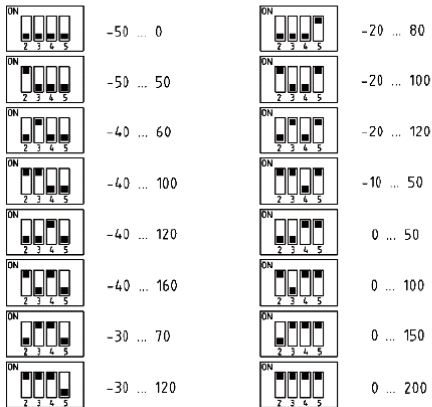 ON
2 3 4 5
-50 ... 0
ON
2 3 4 5
-20 ... 80
ON
2 3 4 5
-50 ... 50
ON
2 3 4 5
-20 ... 100
ON
2 3 4 5
-40 ... 60
ON
2 3 4 5
-20 ... 120
ON
2 3 4 5
-40 ... 100
ON
2 3 4 5
-10 ... 50
ON
2 3 4 5
-40 ... 120
ON
2 3 4 5
0 ... 50
ON
2 3 4 5
-40 ... 160
ON
2 3 4 5
0 ... 100
ON
2 3 4 5
-30 ... 70
ON
2 3 4 5
0 ... 150
ON
2 3 4 5
-30 ... 120
ON
2 3 4 5
0 ... 200